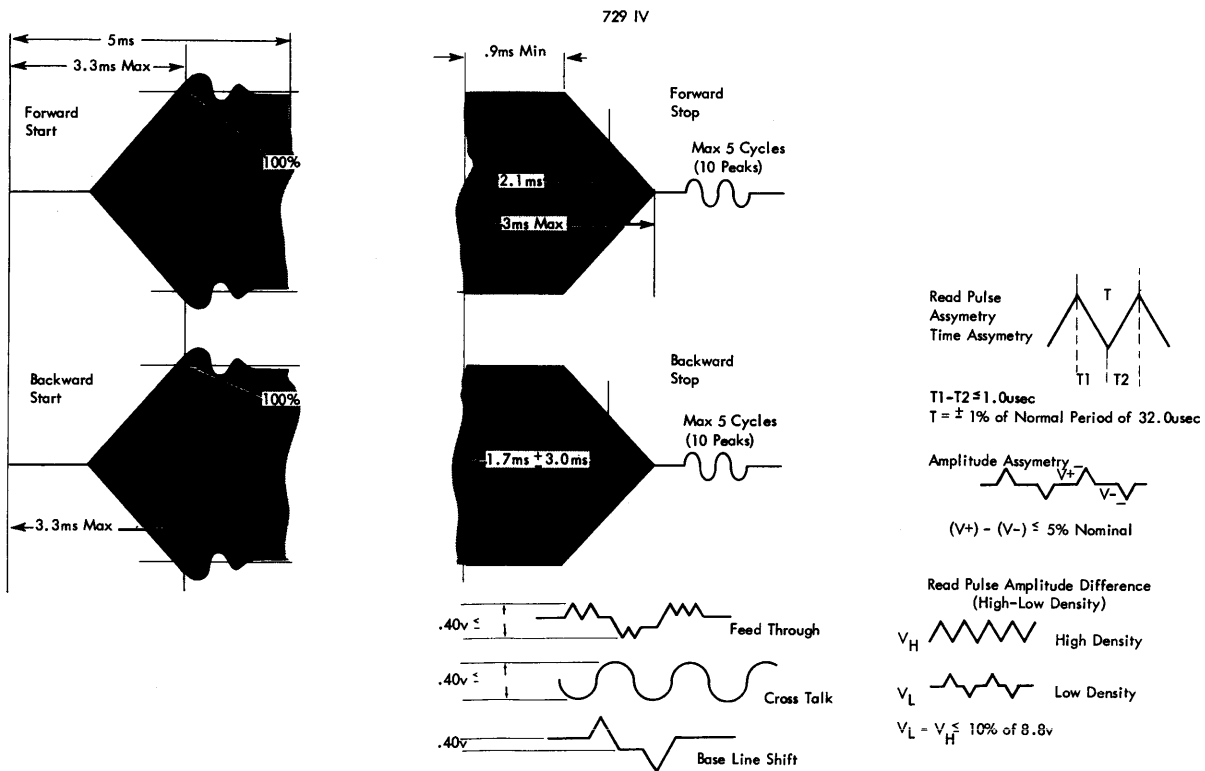 729 IV
5ms
3.3ms Max
Forward
Start
100%
.9ms Min
Forward
Stop
Max 5 Cycles
(10 Peaks)
2.1ms
3ms Max
Backward
Start
100%
3.3ms Max
Backward
Stop
Max 5 Cycles
(10 Peaks)
1.7ms ± 3.0ms
.40v ≤
Feed Through
.40v ≤
Cross Talk
.40v
Base Line Shift
Read Pulse
Assymetry
Time Assymetry
T
T1 T2
T1-T2 ≤ 1.0usec
T = ± 1% of Normal Period of 32.0usec
Amplitude Assymetry
V+
V-
(V+) - (V-) ≤ 5% Nominal
Read Pulse Amplitude Difference
(High-Low Density)
VH High Density
VL Low Density
VL - VH ≤ 10% of 8.8v